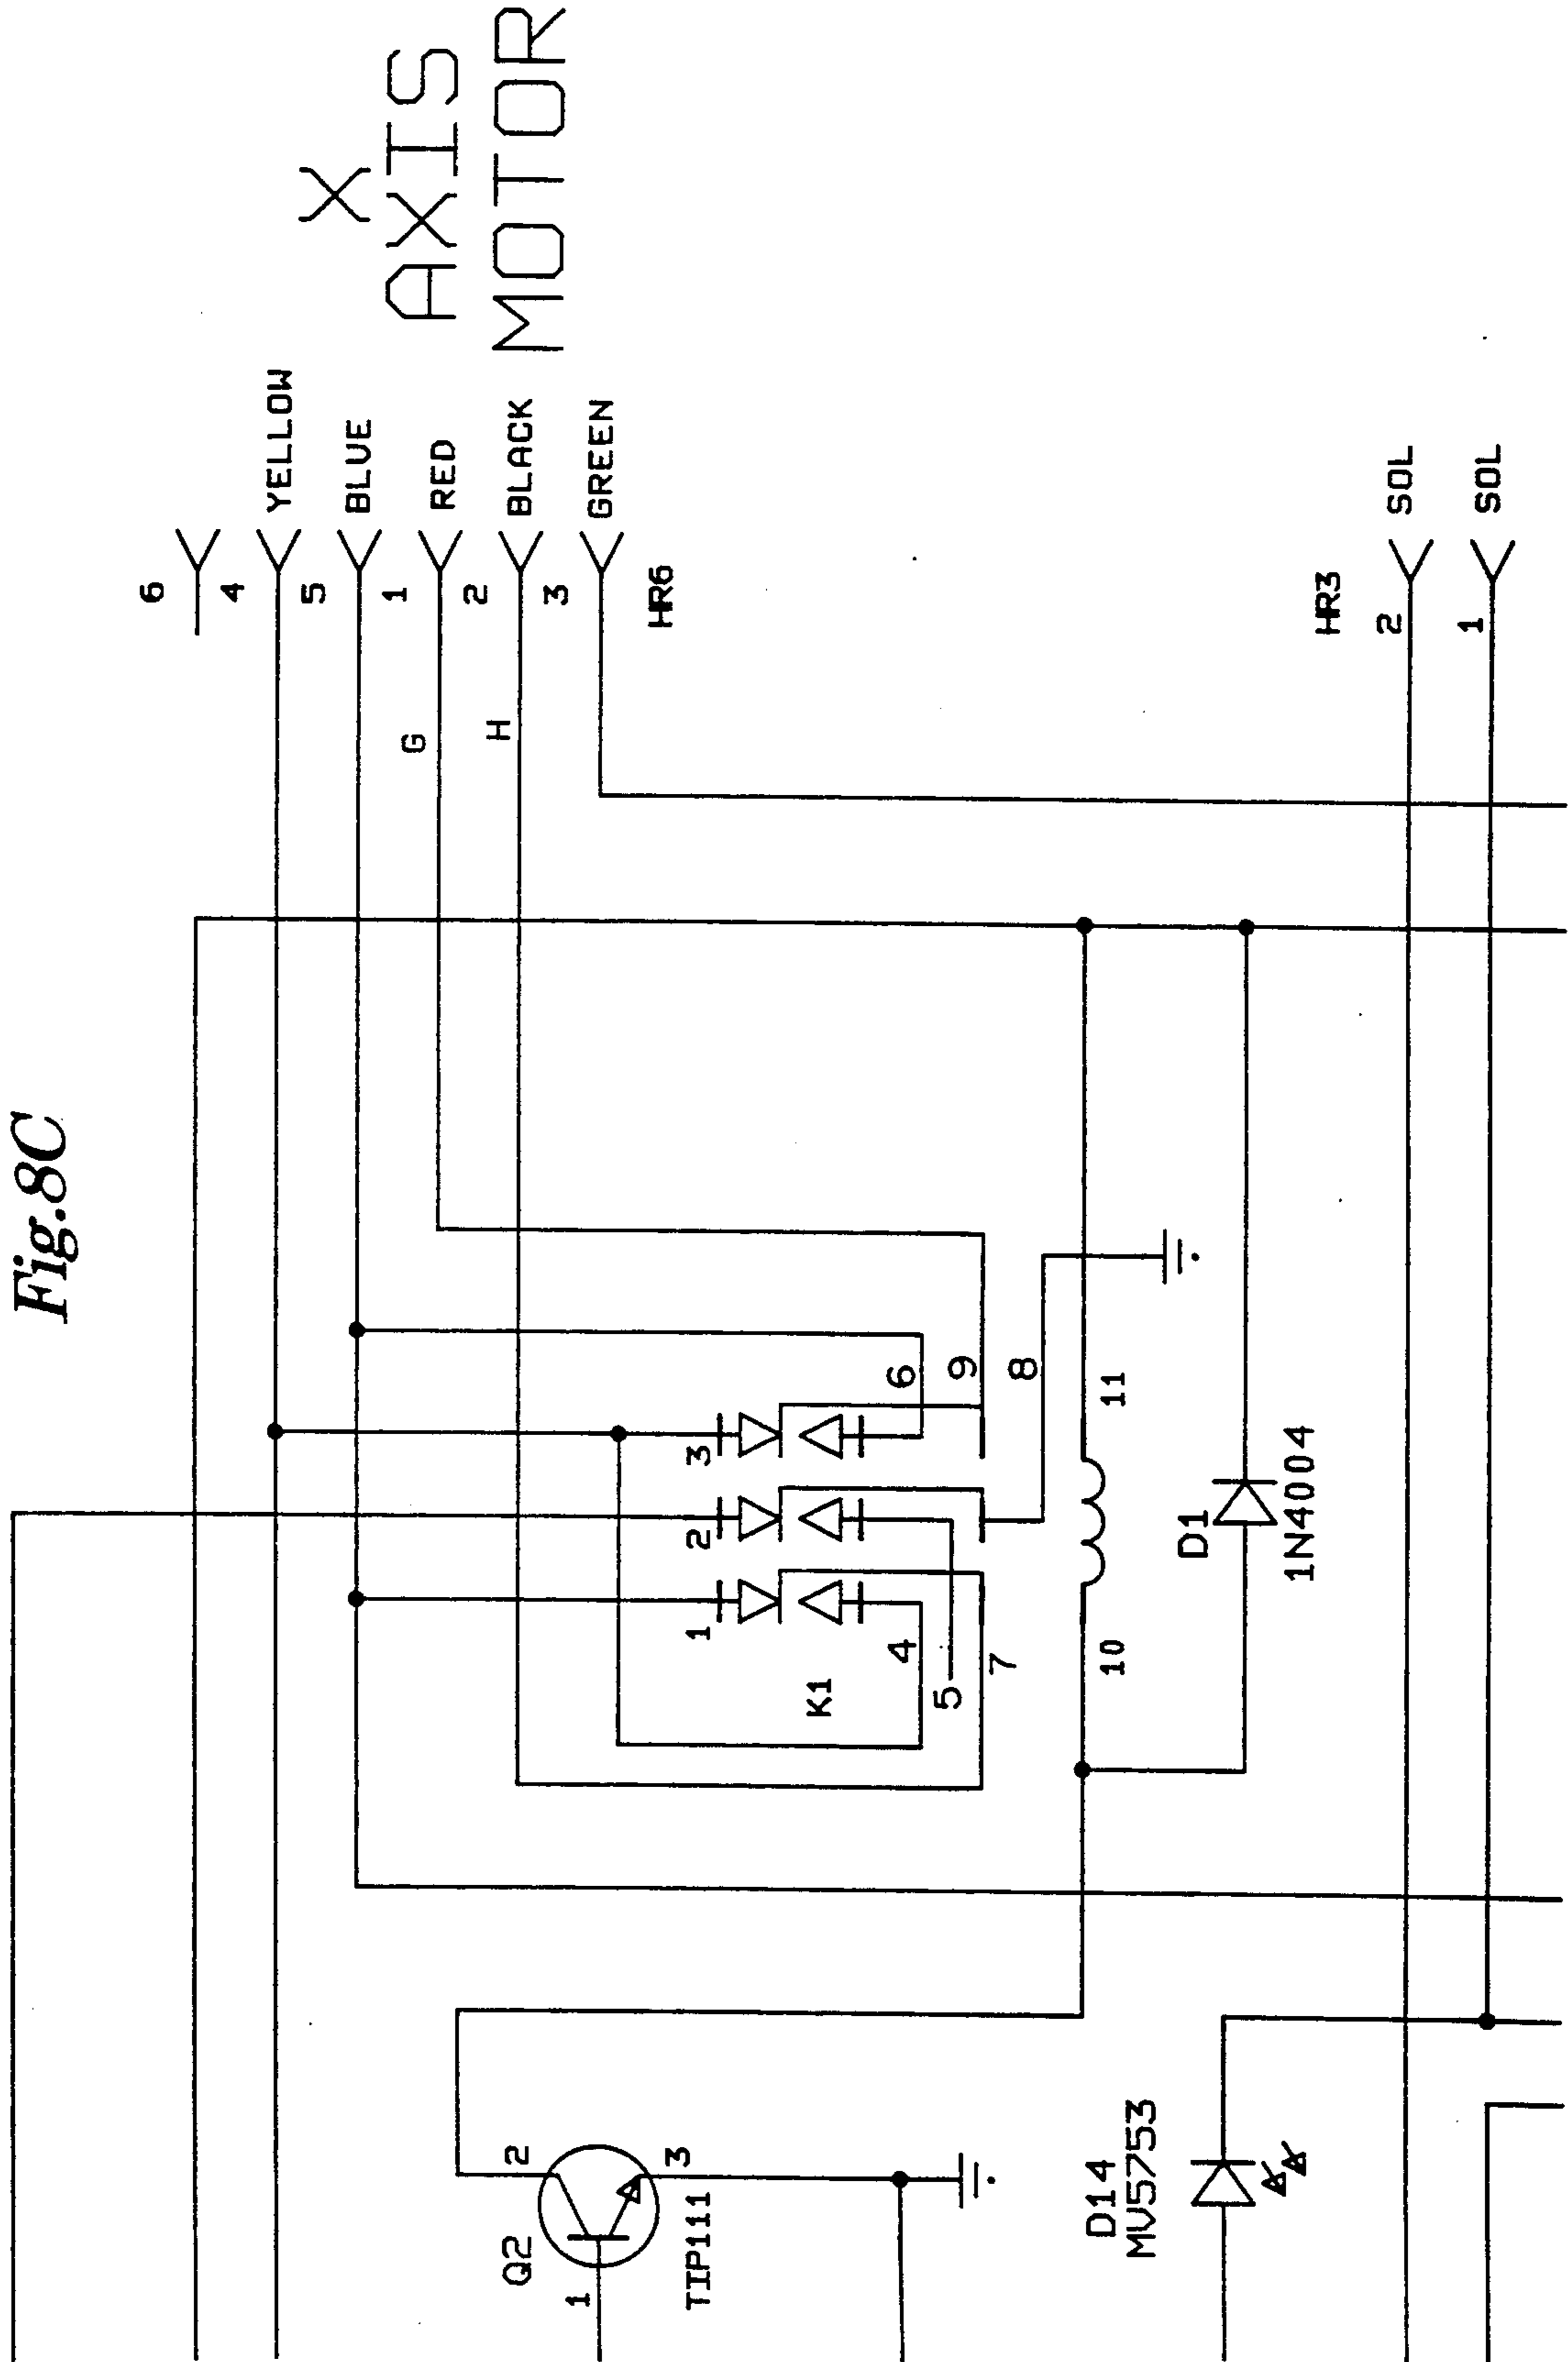 Fig.8C
X
AXIS
MOTOR
6
4
YELLOW
5
BLUE
1
RED
G
2
BLACK
H
3
GREEN
HR6
1
2
3
K1
4
5
6
7
9
8
10
11
D1
1N4004
Q2
1
2
3
TIP111
D14
MV5753
HR3
2
SOL
1
SOL